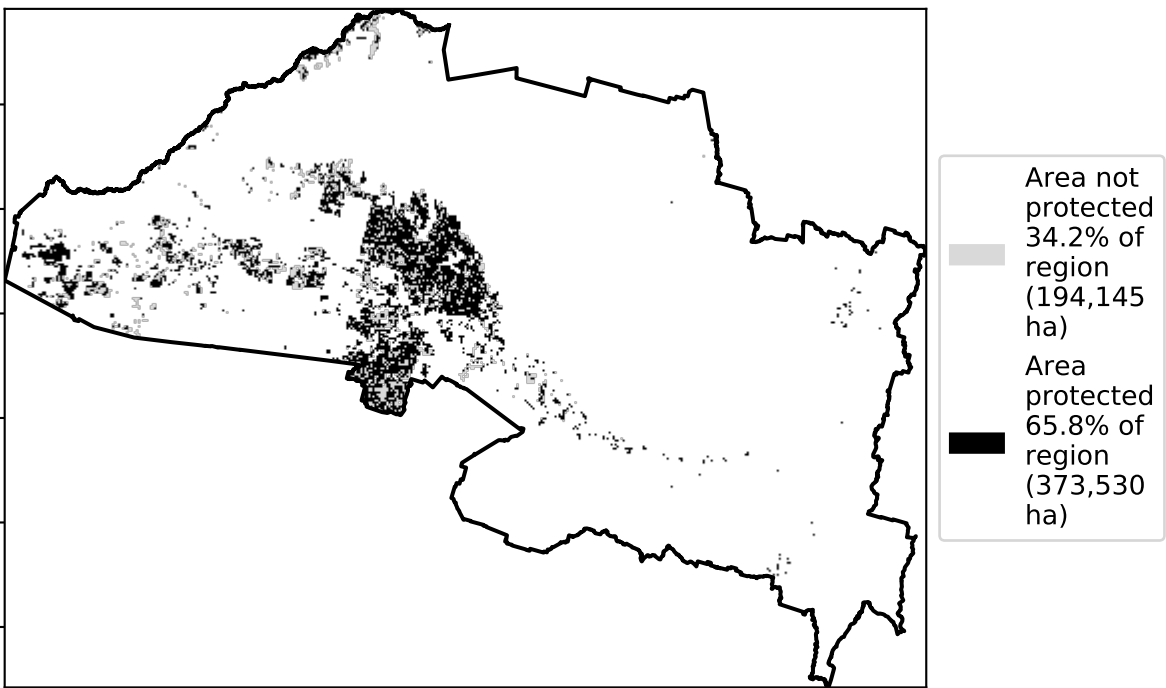 Area not
protected
34.2% of
region
(194,145
ha)
Area
protected
65.8% of
region
(373,530
ha)